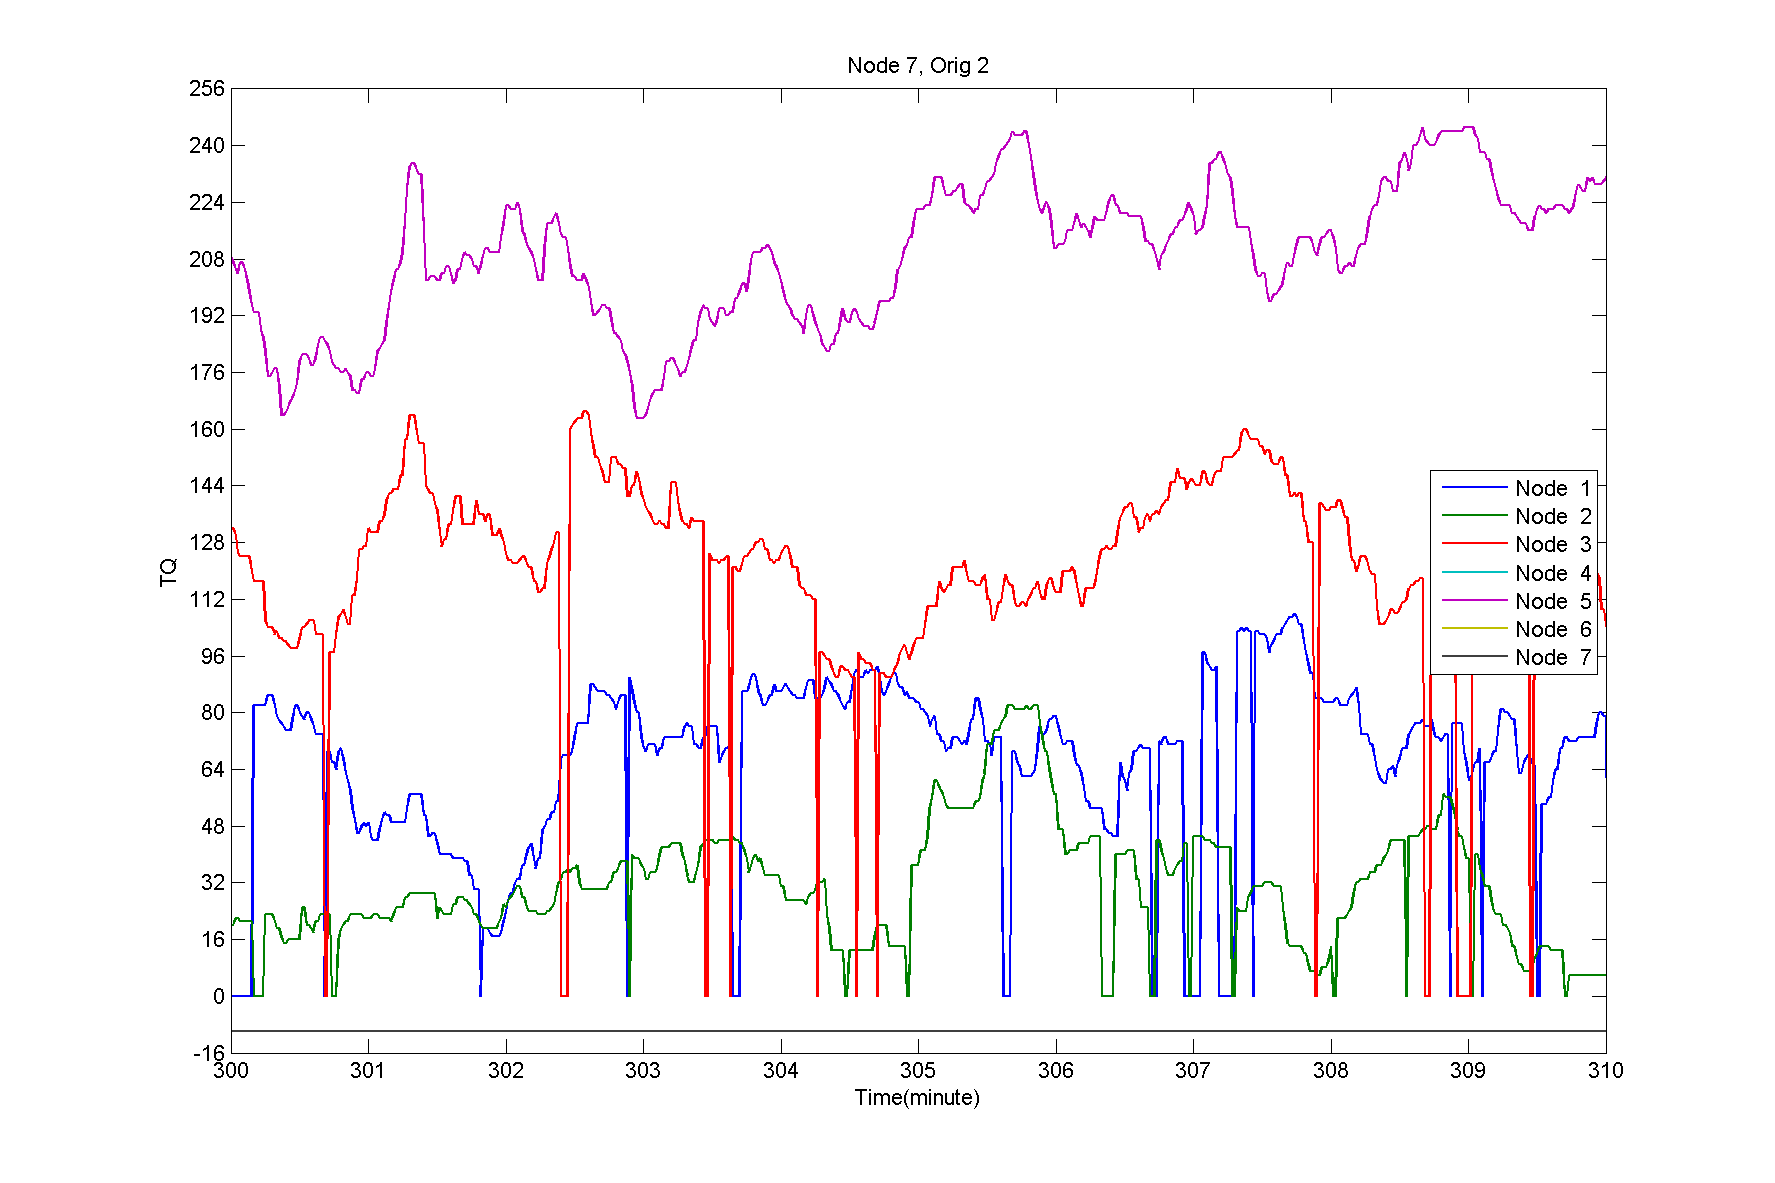 Node 7, Orig 2
256
240
224
208
192
176
160
144
128
112
96
80
64
48
32
16
0
-16
TQ
Node 1
Node 2
Node 3
Node 4
Node 5
Node 6
Node 7
300 301 302 303 304 305 306 307 308 309 310
Time(minute)